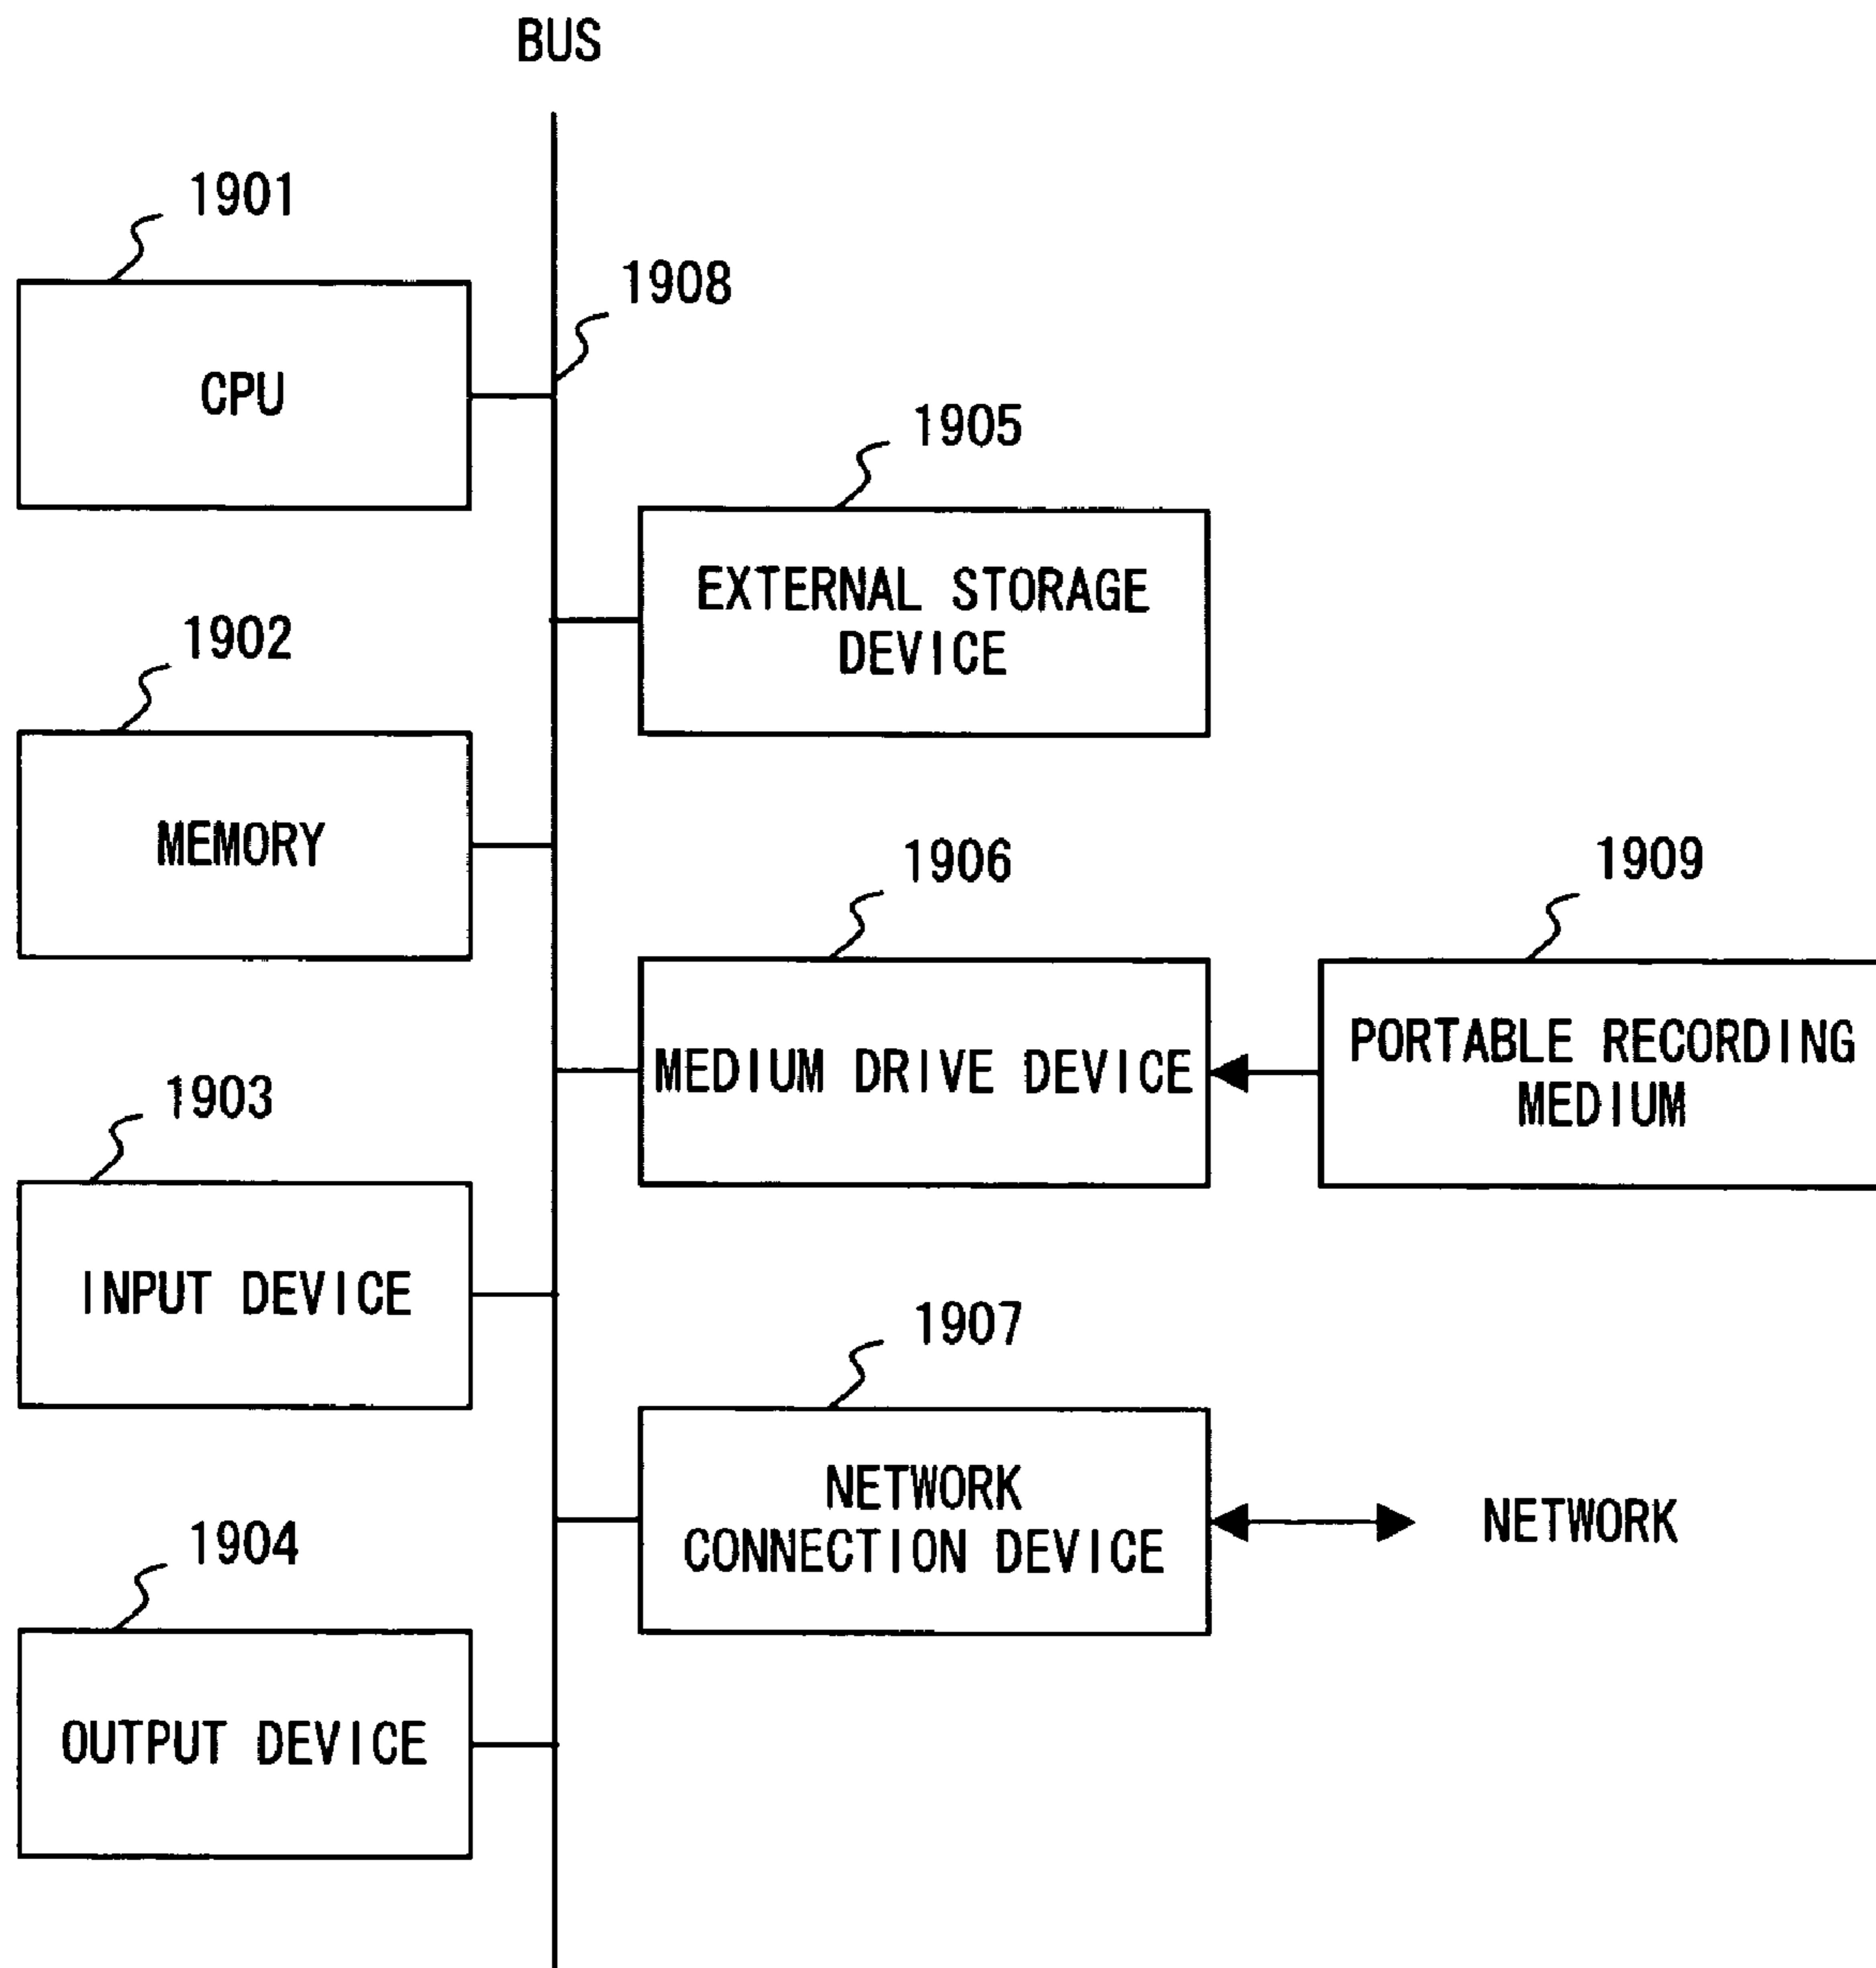 BUS
1901
CPU
1908
1905
EXTERNAL STORAGE
DEVICE
1902
MEMORY
1906
MEDIUM DRIVE DEVICE
1909
PORTABLE RECORDING
MEDIUM
1903
INPUT DEVICE
1907
NETWORK
CONNECTION DEVICE
NETWORK
1904
OUTPUT DEVICE